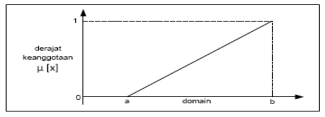 1
derajat
keanggotaan
μ [x]
0
a
domain
b